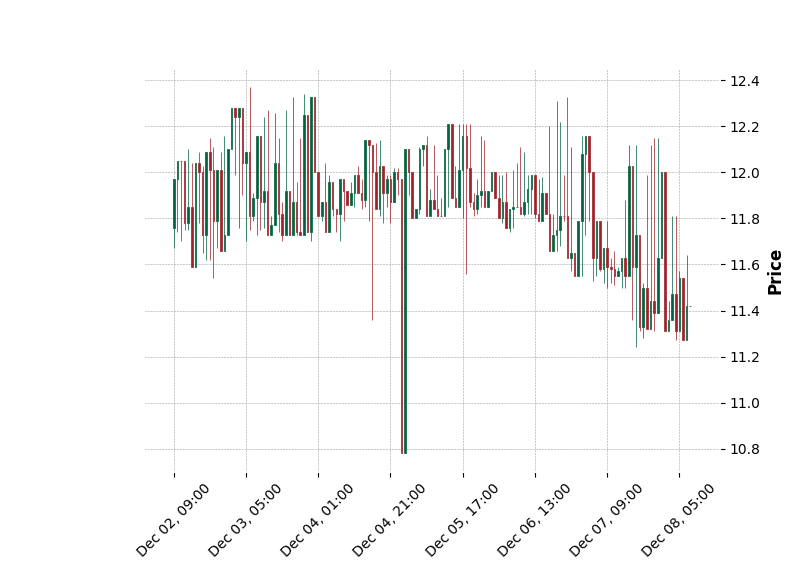 12.4
12.2
12.0
11.8
11.6
11.4
11.2
11.0
10.8
Price
Dec 02, 09:00
Dec 03, 05:00
Dec 04, 01:00
Dec 04, 21:00
Dec 05, 17:00
Dec 06, 13:00
Dec 07, 09:00
Dec 08, 05:00